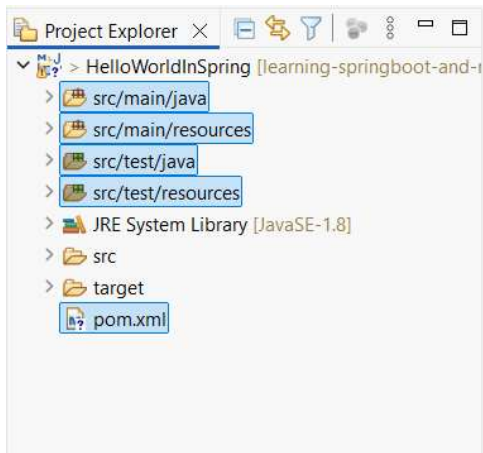 Project Explorer
> HelloWorldInSpring [learning-springboot-and-
src/main/java
src/main/resources
src/test/java
src/test/resources
JRE System Library [JavaSE-1.8]
src
target
pom.xml